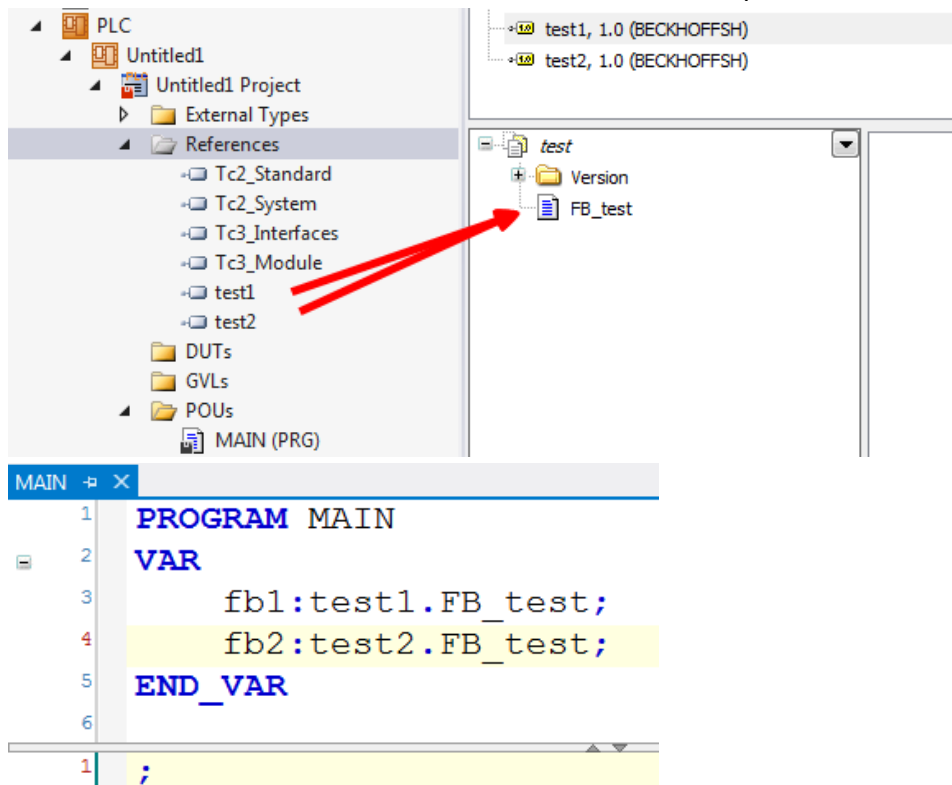 PLC
Untitled1
Untitled1 Project
External Types
References
Tc2_Standard
Tc2_System
Tc3_Interfaces
Tc3_Module
test1
test2
DUTs
GVLs
POUs
MAIN (PRG)
test1, 1.0 (BECKHOFFSH)
test2, 1.0 (BECKHOFFSH)
test
Version
FB_test
MAIN
1 PROGRAM MAIN
2 VAR
3 fb1:test1.FB_test;
4 fb2:test2.FB_test;
5 END_VAR
6
1 ;